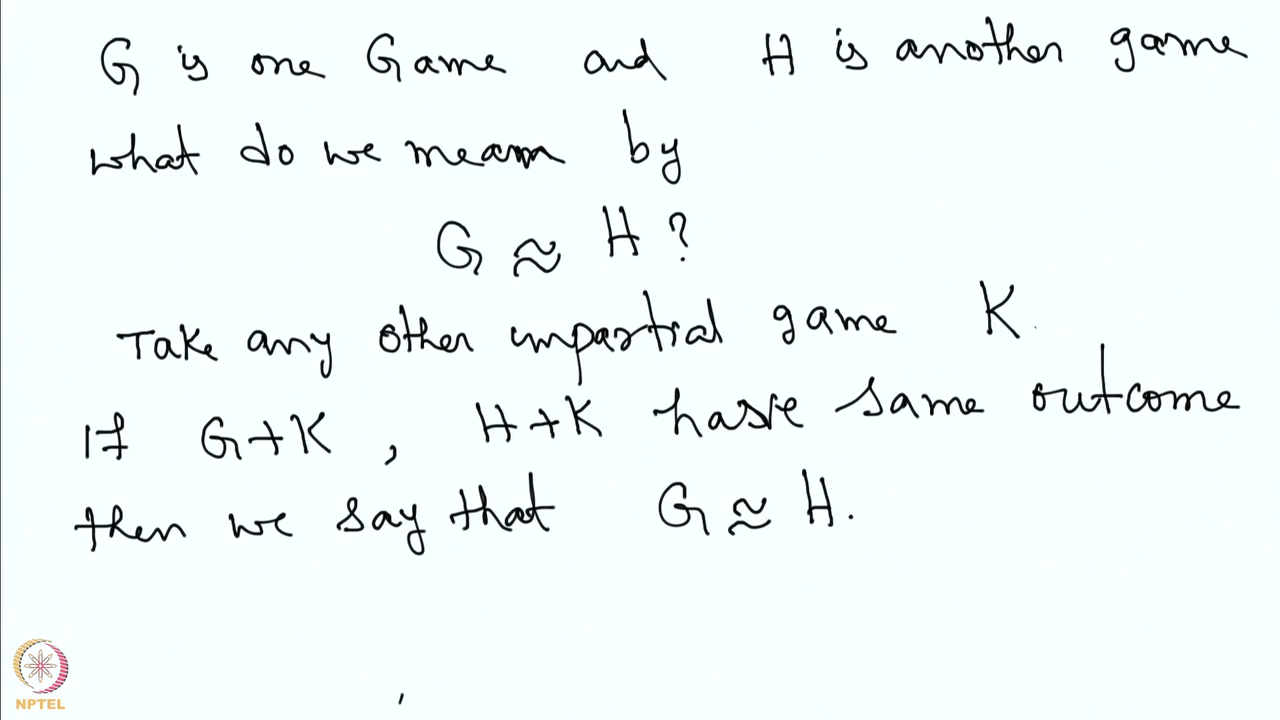 G is one Game and H is another game
what do we mean by
G ≈ H ?
Take any other impartial game K.
If G+K , H+K have same outcome
then we say that G ≈ H.
NPTEL